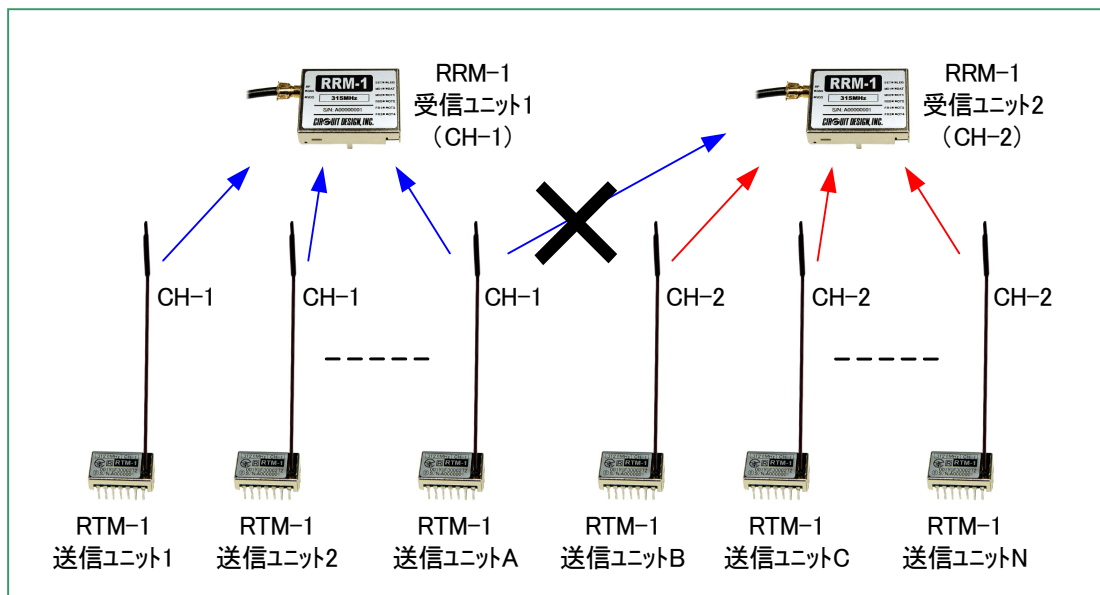 RRM-1
受信ユニット1
（CH-1）
RRM-1
受信ユニット2
（CH-2）
RRM-1
315MHz
S/N: A00000001
CIRCUIT DESIGN, INC.
RRM-1
315MHz
S/N: A00000001
CIRCUIT DESIGN, INC.
CH-1
CH-1
CH-1
CH-2
CH-2
CH-2
RTM-1
RTM-1
RTM-1
RTM-1
RTM-1
RTM-1
RTM-1
送信ユニット1
RTM-1
送信ユニット2
RTM-1
送信ユニットA
RTM-1
送信ユニットB
RTM-1
送信ユニットC
RTM-1
送信ユニットN